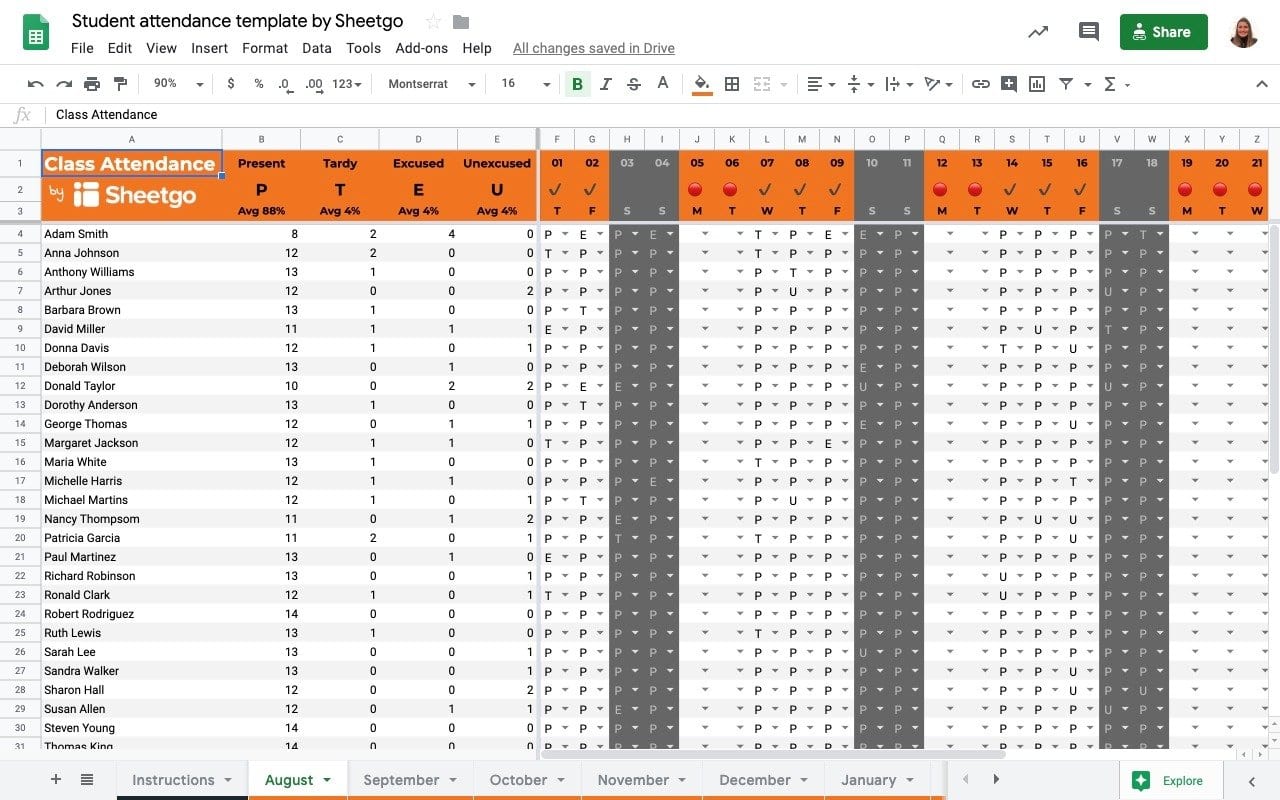 Student attendance template by Sheetgo
File Edit View Insert Format Data Tools Add-ons Help All changes saved in Drive
Share
90% $ % .0 .00 123 Montserrat 16 B I S A Σ
fx Class Attendance
A B C D E F G H I J K L M N O P Q R S T U V W X Y Z
1 Class Attendance Present Tardy Excused Unexcused 01 02 03 04 05 06 07 08 09 10 11 12 13 14 15 16 17 18 19 20 21
2 by Sheetgo P T E U ✓ ✓ ✓ ✓ ✓ ✓ ✓ ✓
3 Avg 88% Avg 4% Avg 4% Avg 4% T F S S M T W T F S S M T W T F S S M T W
4 Adam Smith 8 2 4 0 P E P E T P E E P P P P P T
5 Anna Johnson 12 2 0 0 T P P P T P P P P P P P P P
6 Anthony Williams 13 1 0 0 P P P P P T P P P P P P P P
7 Arthur Jones 12 0 0 2 P P P P P U P P P P P P U P
8 Barbara Brown 13 1 0 0 P T P P P P P P P P P P P P
9 David Miller 11 1 1 1 E P P P P P P P P P U P T P
10 Donna Davis 12 1 0 1 P P P P P P P P P T P U P P
11 Deborah Wilson 13 0 1 0 P P P P P P P E P P P P P P
12 Donald Taylor 10 0 2 2 P E E P P P P U P P P P U P
13 Dorothy Anderson 13 1 0 0 P T P P P P P P P P P P P P
14 George Thomas 12 0 1 1 P P P P P P P E P P P U P P
15 Margaret Jackson 12 1 1 0 T P P P P P E P P P P P P P
16 Maria White 13 1 0 0 P P P P T P P P P P P P P P
17 Michelle Harris 12 1 1 0 P P P E P P P P P P P T P P
18 Michael Martins 12 1 0 1 P T P P P U P P P P P P P P
19 Nancy Thompsom 11 0 1 2 P P E P P P P P P P U U P P
20 Patricia Garcia 11 2 0 1 P P T P T P P P P P P U P P
21 Paul Martinez 13 0 1 0 E P P P P P P P P P P P P P
22 Richard Robinson 13 0 0 1 P P P P P P P P P U P P P P
23 Ronald Clark 12 1 0 1 T P P P P P P P P U P P P P
24 Robert Rodriguez 14 0 0 0 P P P P P P P P P P P P P P
25 Ruth Lewis 13 1 0 0 P P P P T P P P P P P P P P
26 Sarah Lee 13 0 0 1 P P P P P P P U P P P P P P
27 Sandra Walker 13 0 0 1 P P P P P P P P P P P U P P
28 Sharon Hall 12 0 0 2 P P P P P P P P P P P U P U
29 Susan Allen 12 0 1 1 P P E P P P P P P P P P U P
30 Steven Young 14 0 0 0 P P P P P P P P P P P P P P
31 Thomas King 14 0 0 0 P P P P P P P P P P P P P P
Instructions August September October November December January Explore